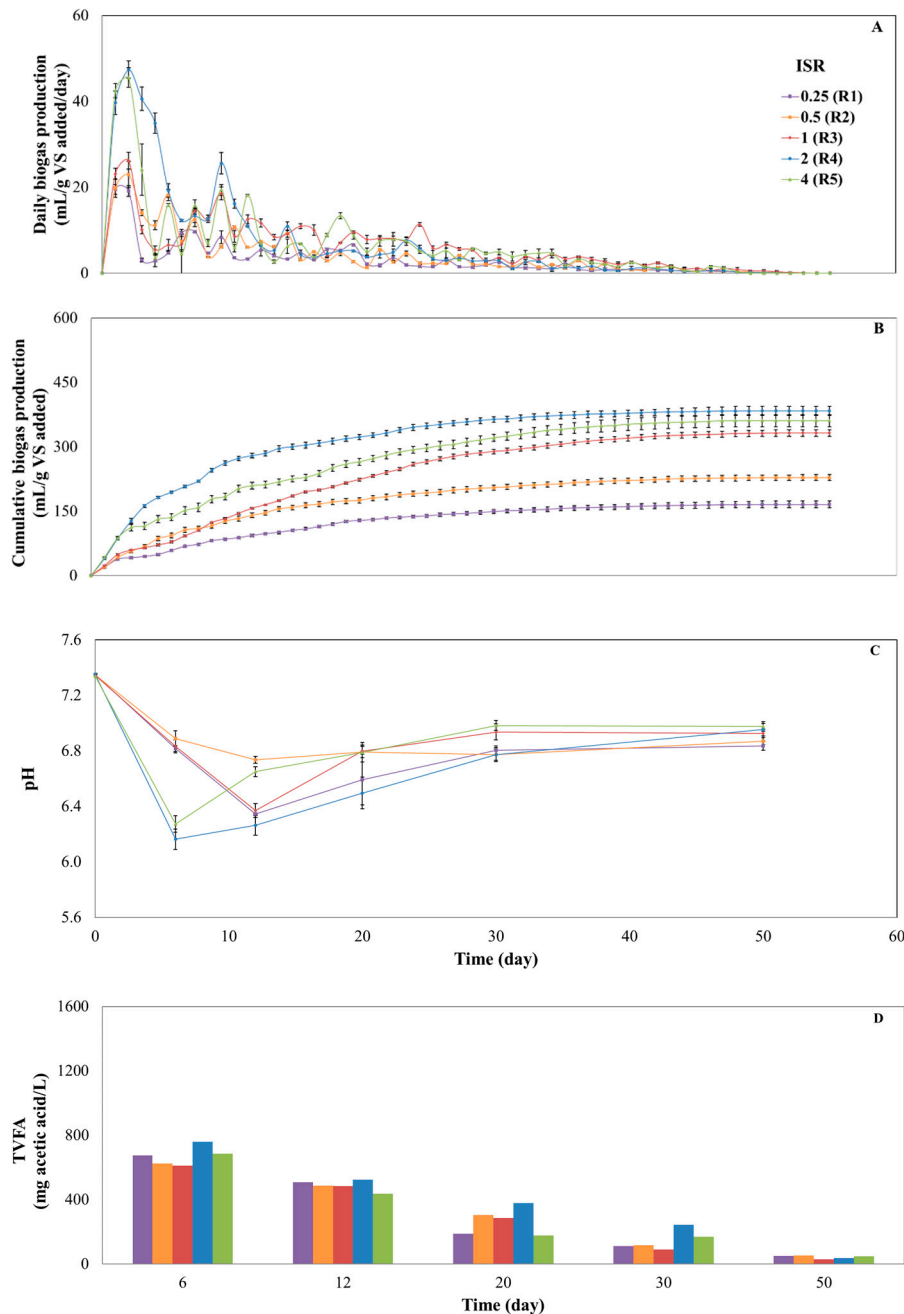 A
60
40
20
0
Daily biogas production
(mL/g VS added/day)
ISR
0.25 (R1)
0.5 (R2)
1 (R3)
2 (R4)
4 (R5)
B
600
450
300
150
0
Cumulative biogas production
(mL/g VS added)
C
7.6
7.2
6.8
6.4
6.0
5.6
pH
0 10 20 30 40 50 60
Time (day)
D
1600
1200
800
400
0
TVFA
(mg acetic acid/L)
6 12 20 30 50
Time (day)